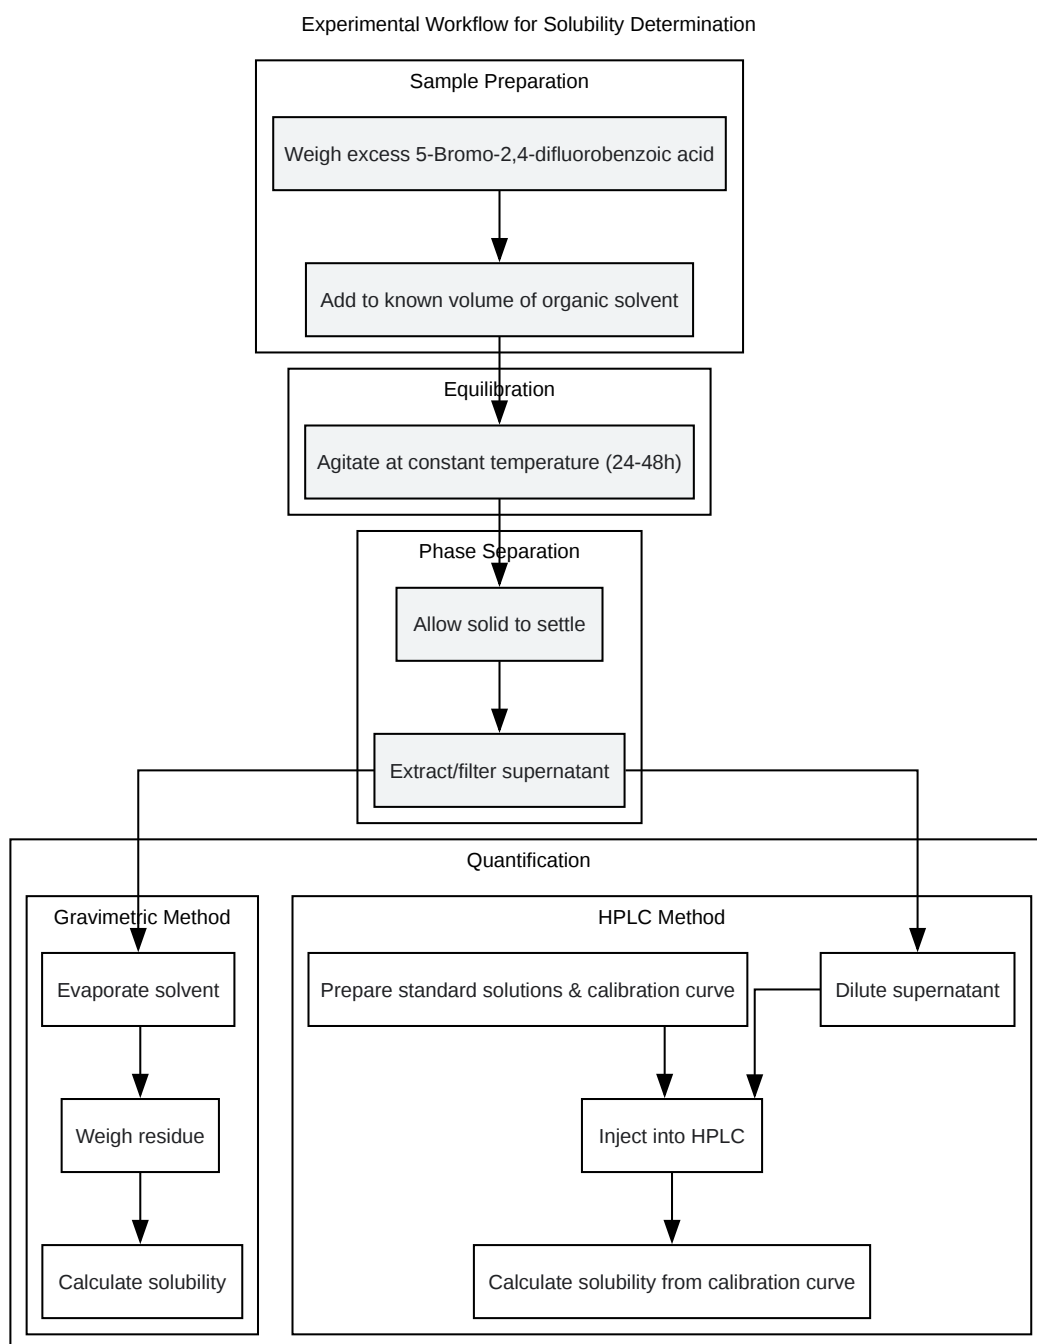 Experimental Workflow for Solubility Determination
Sample Preparation
Weigh excess 5-Bromo-2,4-difluorobenzoic acid
Add to known volume of organic solvent
Equilibration
Agitate at constant temperature (24-48h)
Phase Separation
Allow solid to settle
Extract/filter supernatant
Quantification
Gravimetric Method
Evaporate solvent
Weigh residue
Calculate solubility
HPLC Method
Prepare standard solutions & calibration curve
Dilute supernatant
Inject into HPLC
Calculate solubility from calibration curve